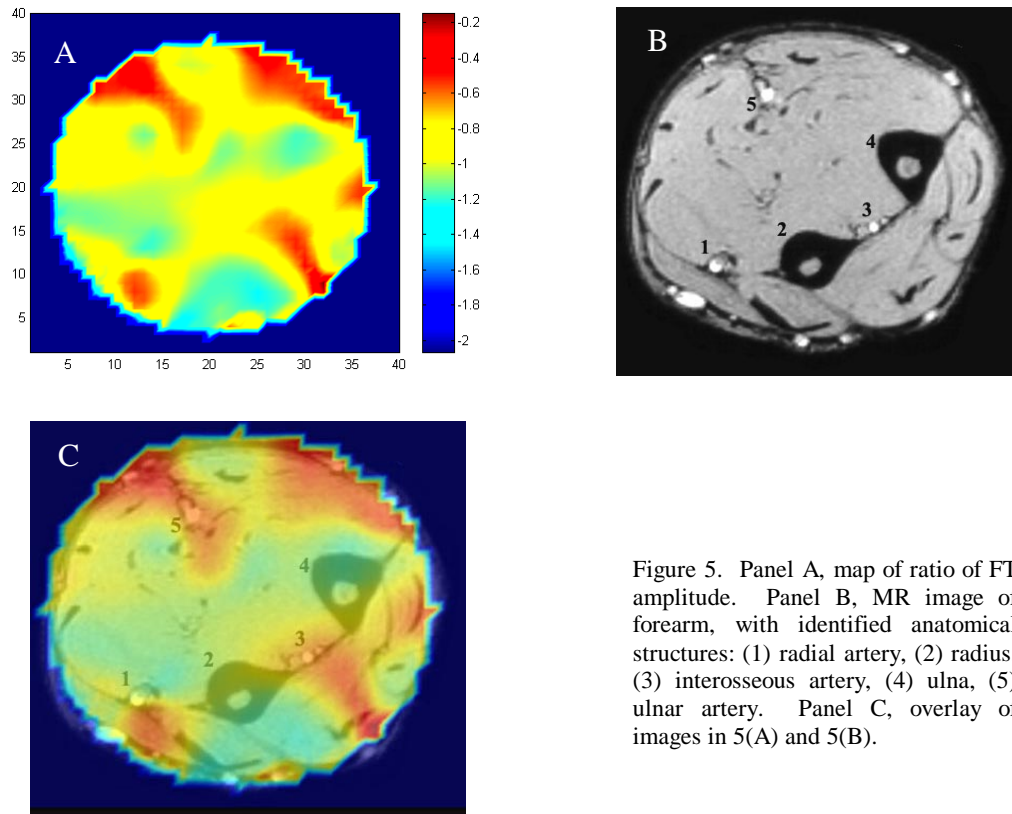 A
40
35
30
25
20
15
10
5
5 10 15 20 25 30 35 40
-0.2
-0.4
-0.6
-0.8
-1
-1.2
-1.4
-1.6
-1.8
-2
B
5
4
3
2
1
C
5
4
3
2
1
Figure 5. Panel A, map of ratio of FT
amplitude. Panel B, MR image of
forearm, with identified anatomical
structures: (1) radial artery, (2) radius
(3) interosseous artery, (4) ulna, (5)
ulnar artery. Panel C, overlay of
images in 5(A) and 5(B).